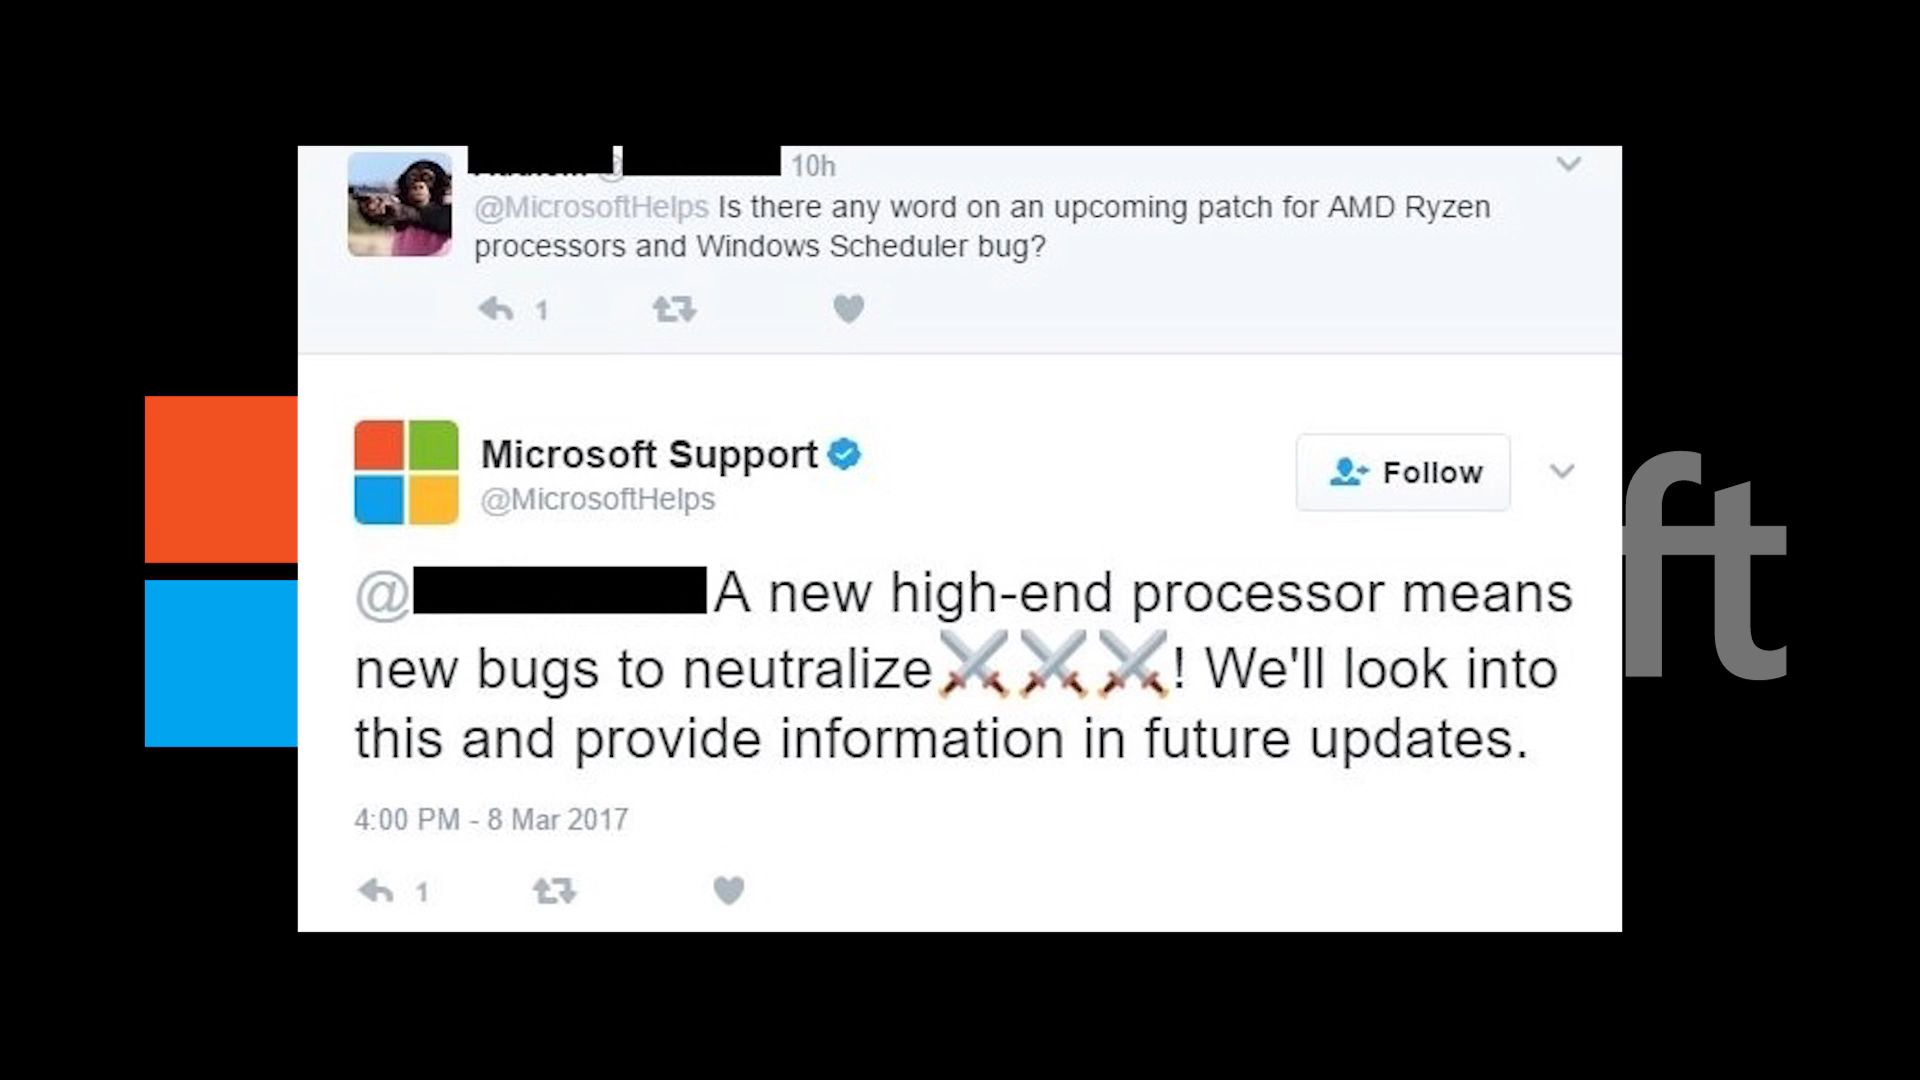 10h
@MicrosoftHelps Is there any word on an upcoming patch for AMD Ryzen
processors and Windows Scheduler bug?
1
Microsoft Support
@MicrosoftHelps
Follow
ft
@ A new high-end processor means
new bugs to neutralize⚔⚔⚔! We'll look into
this and provide information in future updates.
4:00 PM - 8 Mar 2017
1